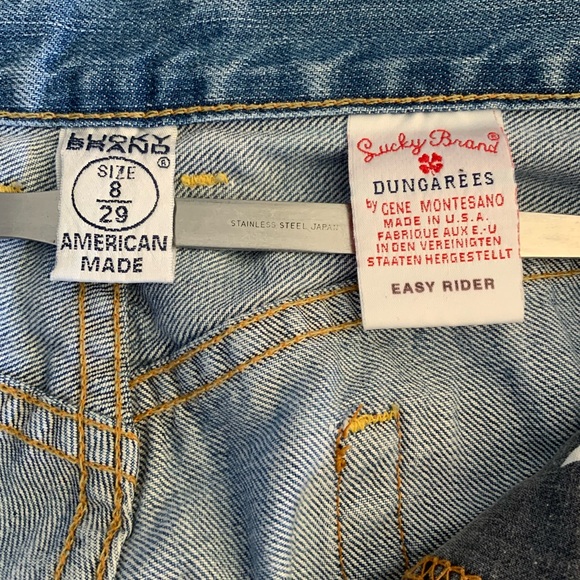 LUCKY
BRAND
®
SIZE
8
29
AMERICAN
MADE
STAINLESS STEEL JAPAN
Lucky Brand®
DUNGAREES
by GENE MONTESANO
MADE IN U.S.A.
FABRIQUE AUX E.-U
IN DEN VEREINIGTEN
STAATEN HERGESTELLT
EASY RIDER